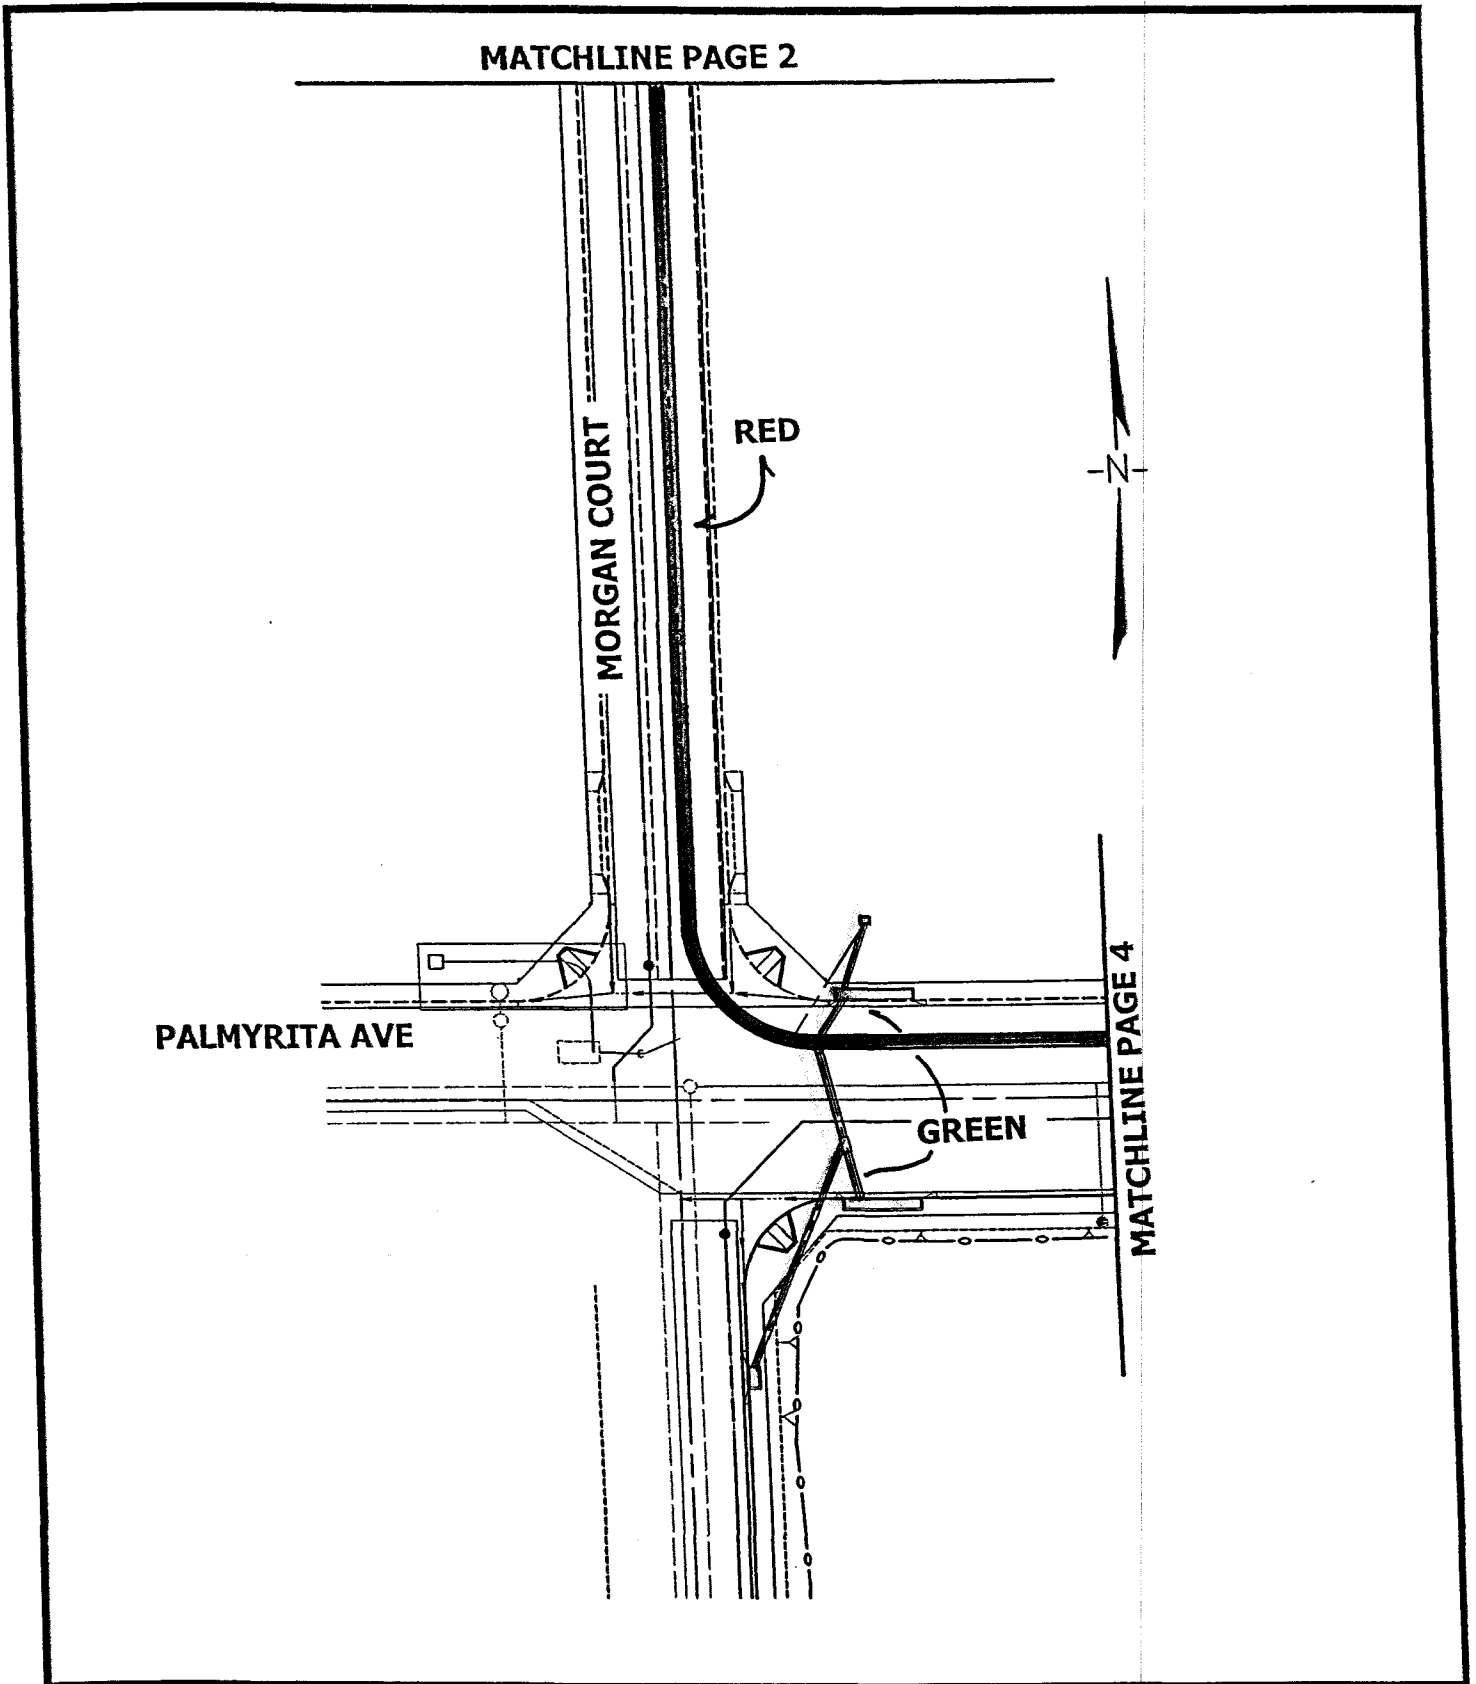 MATCHLINE PAGE 2
RED
MORGAN COURT
-N-
PALMYRITA AVE
MATCHLINE PAGE 4
GREEN